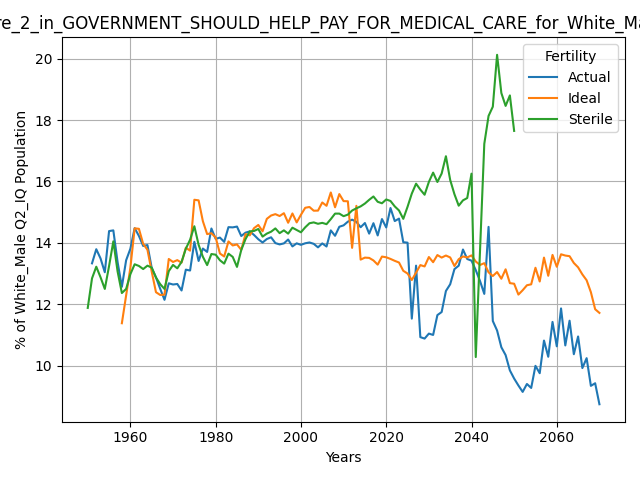 re_2_in_GOVERNMENT_SHOULD_HELP_PAY_FOR_MEDICAL_CARE_for_White_Ma
Fertility
Actual
Ideal
Sterile
% of White_Male Q2_IQ Population
20
18
16
14
12
10
1960
1980
2000
2020
2040
2060
Years